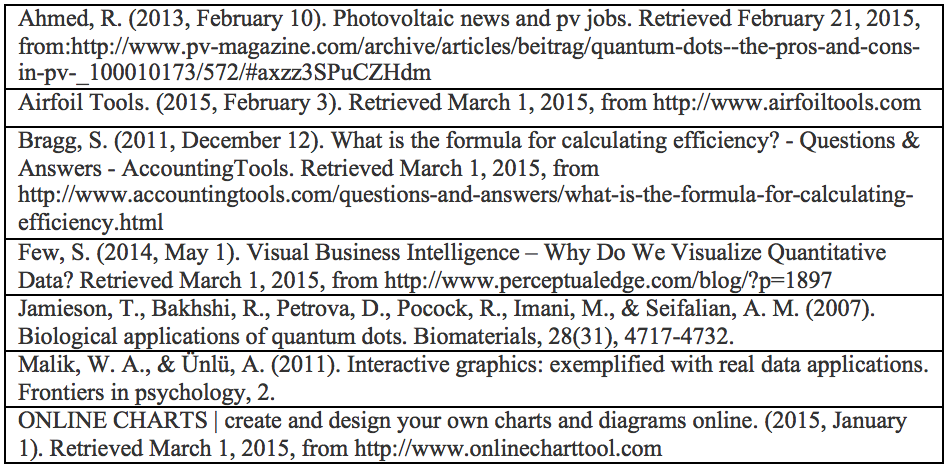 Ahmed, R. (2013, February 10). Photovoltaic news and pv jobs. Retrieved February 21, 2015,
from:http://www.pv-magazine.com/archive/articles/beitrag/quantum-dots--the-pros-and-cons-
in-pv-_100010173/572/#axzz3SPuCZHdm
Airfoil Tools. (2015, February 3). Retrieved March 1, 2015, from http://www.airfoiltools.com
Bragg, S. (2011, December 12). What is the formula for calculating efficiency? - Questions &
Answers - AccountingTools. Retrieved March 1, 2015, from
http://www.accountingtools.com/questions-and-answers/what-is-the-formula-for-calculating-
efficiency.html
Few, S. (2014, May 1). Visual Business Intelligence – Why Do We Visualize Quantitative
Data? Retrieved March 1, 2015, from http://www.perceptualedge.com/blog/?p=1897
Jamieson, T., Bakhshi, R., Petrova, D., Pocock, R., Imani, M., & Seifalian, A. M. (2007).
Biological applications of quantum dots. Biomaterials, 28(31), 4717-4732.
Malik, W. A., & Ünlü, A. (2011). Interactive graphics: exemplified with real data applications.
Frontiers in psychology, 2.
ONLINE CHARTS | create and design your own charts and diagrams online. (2015, January
1). Retrieved March 1, 2015, from http://www.onlinecharttool.com